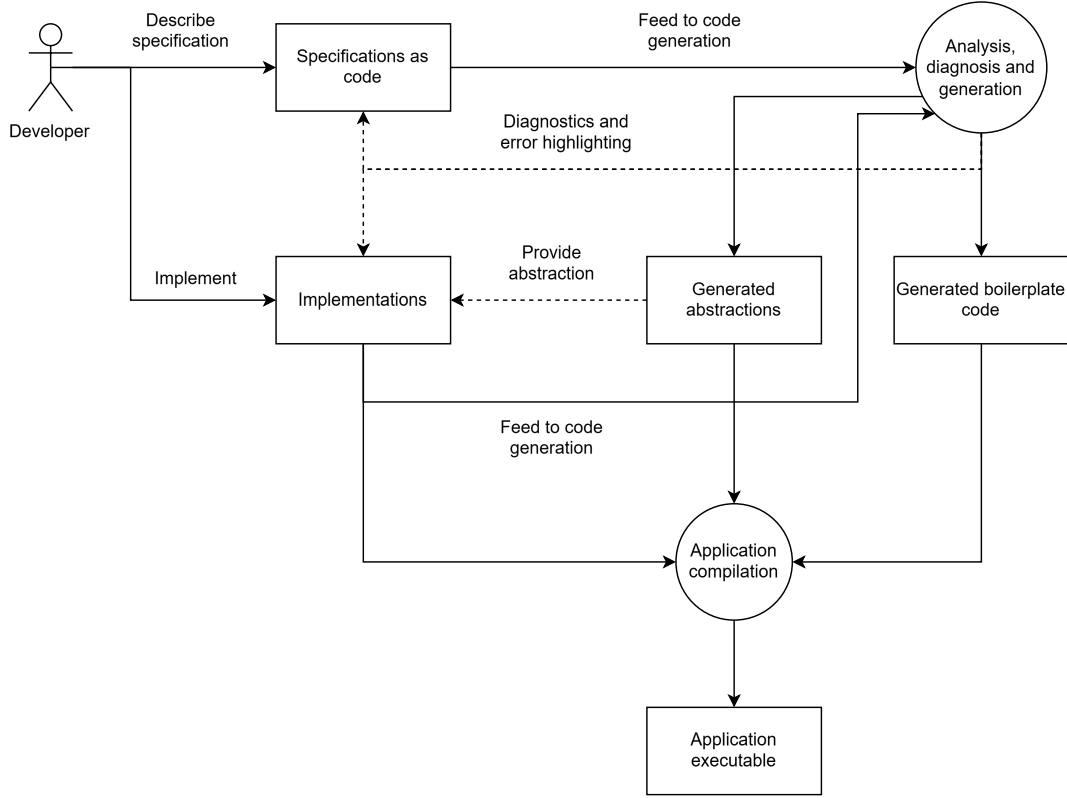 Describe
specification
Feed to code
generation
Specifications as
code
Analysis,
diagnosis and
generation
Developer
Diagnostics and
error highlighting
Implement
Provide
abstraction
Implementations
Generated
abstractions
Generated boilerplate
code
Feed to code
generation
Application
compilation
Application
executable